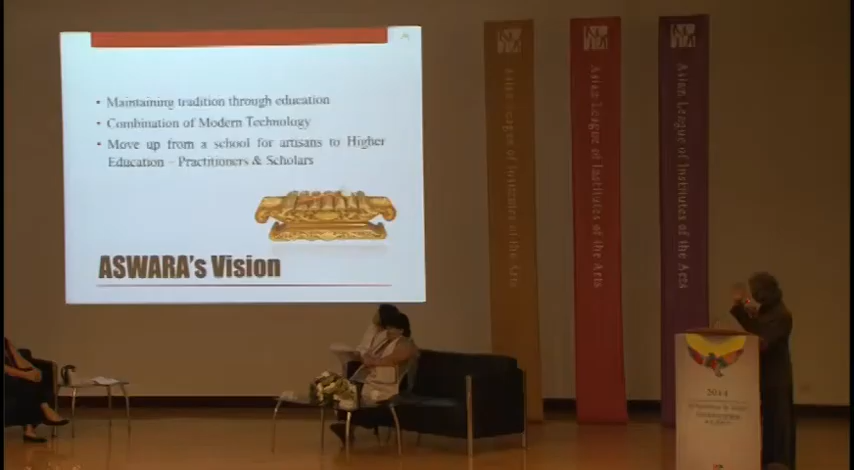 • Maintaining tradition through education
• Combination of Modern Technology
• Move up from a school for artisans to Higher
Education – Practitioners & Scholars
ASWARA's Vision
Asian League of Institutes of the Arts
Asian League of Institutes of the Arts
Asian League of Institutes of the Arts
2014